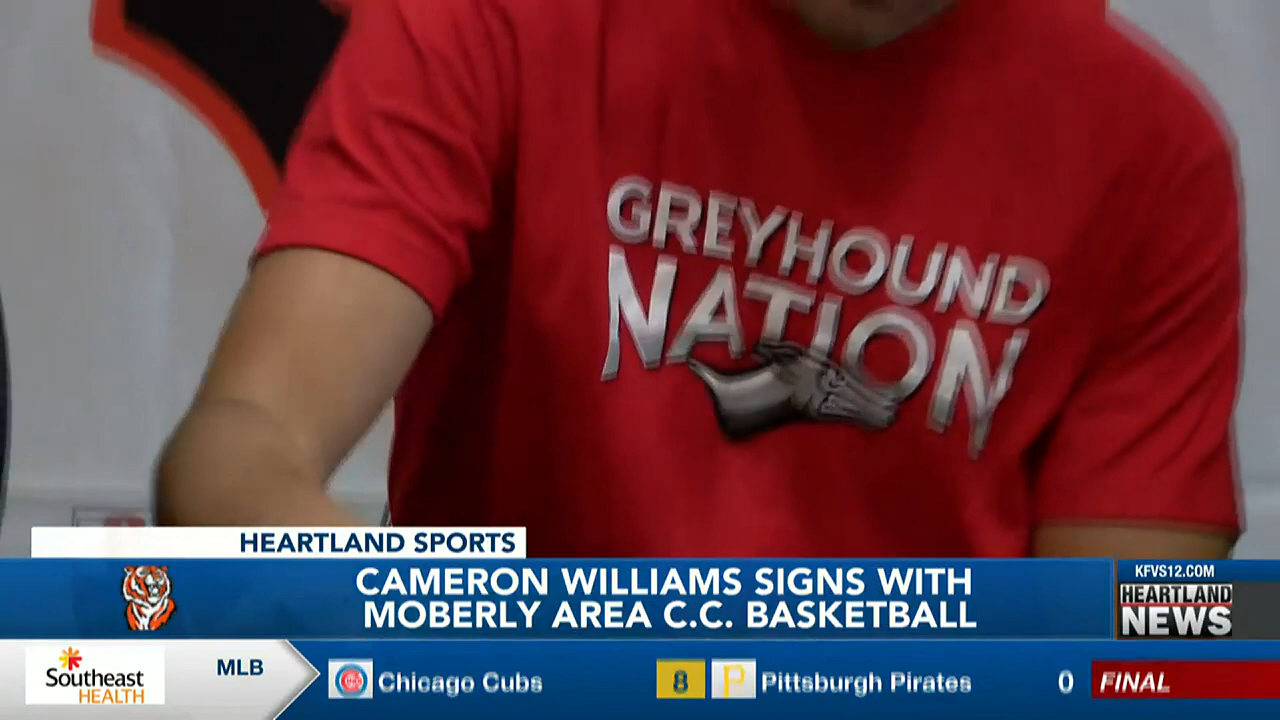 GREYHOUND
NATION
HEARTLAND SPORTS
CAMERON WILLIAMS SIGNS WITH
MOBERLY AREA C.C. BASKETBALL
KFVS12.COM
HEARTLAND
NEWS
Southeast
HEALTH
MLB
Chicago Cubs 8 P Pittsburgh Pirates 0 FINAL